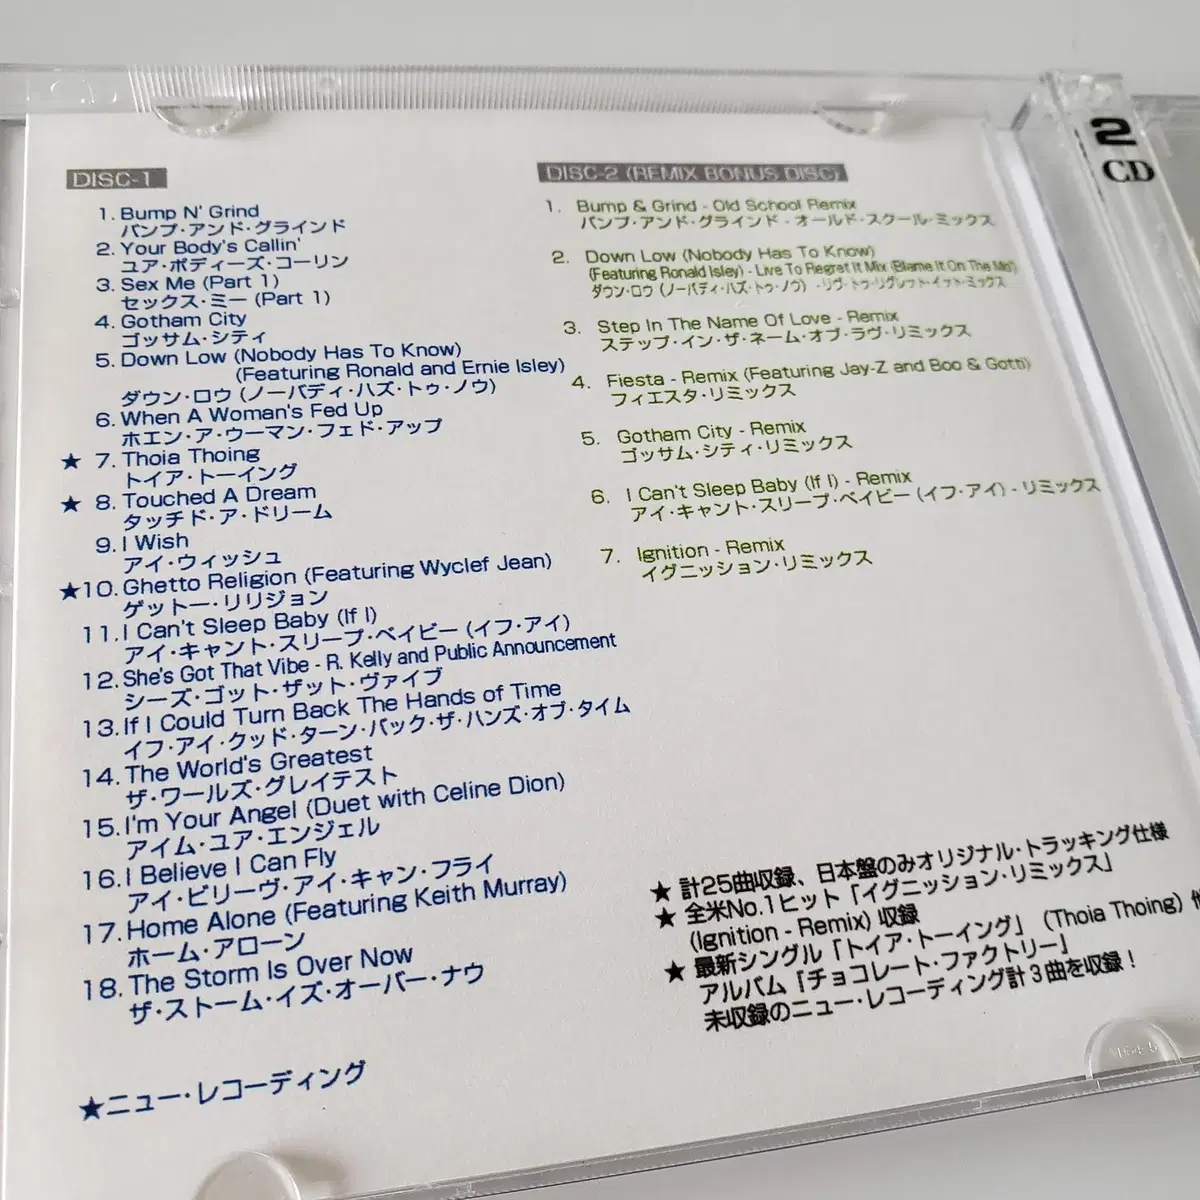 DISC-1
1. Bump N' Grind
バンプ・アンド・グラインド
2. Your Body's Callin'
ユア・ボディーズ・コーリン
3. Sex Me (Part 1)
セックス・ミー (Part 1)
4. Gotham City
ゴッサム・シティ
5. Down Low (Nobody Has To Know)
(Featuring Ronald and Ernie Isley)
ダウン・ロウ (ノーバディ・ハズ・トゥ・ノウ)
6. When A Woman's Fed Up
ホエン・ア・ウーマン・フェド・アップ
★ 7. Thoia Thoing
トイア・トーイング
★ 8. Touched A Dream
タッチド・ア・ドリーム
9. I Wish
アイ・ウィッシュ
★10. Ghetto Religion (Featuring Wyclef Jean)
ゲットー・リリジョン
11. I Can't Sleep Baby (If I)
アイ・キャント・スリープ・ベイビー (イフ・アイ)
12. She's Got That Vibe - R. Kelly and Public Announcement
シーズ・ゴット・ザット・ヴァイブ
13. If I Could Turn Back The Hands of Time
イフ・アイ・クッド・ターン・バック・ザ・ハンズ・オブ・タイム
14. The World's Greatest
ザ・ワールズ・グレイテスト
15. I'm Your Angel (Duet with Celine Dion)
アイム・ユア・エンジェル
16. I Believe I Can Fly
アイ・ビリーヴ・アイ・キャン・フライ
17. Home Alone (Featuring Keith Murray)
ホーム・アローン
18. The Storm Is Over Now
ザ・ストーム・イズ・オーバー・ナウ
★ニュー・レコーディング
DISC-2 (REMIX BONUS DISC)
1. Bump & Grind - Old School Remix
バンプ・アンド・グラインド - オールド・スクール・ミックス
2. Down Low (Nobody Has To Know)
(Featuring Ronald Isley) - Live To Regret It Mix (Blame It On The Mo')
ダウン・ロウ (ノーバディ・ハズ・トゥ・ノウ) - リヴ・トゥ・リグレット・イット・ミックス
3. Step In The Name Of Love - Remix
ステップ・イン・ザ・ネーム・オブ・ラヴ・リミックス
4. Fiesta - Remix (Featuring Jay-Z and Boo & Gotti)
フィエスタ・リミックス
5. Gotham City - Remix
ゴッサム・シティ・リミックス
6. I Can't Sleep Baby (If I) - Remix
アイ・キャント・スリープ・ベイビー (イフ・アイ) - リミックス
7. Ignition - Remix
イグニッション・リミックス
★ 計25曲収録、日本盤のみオリジナル・トラッキング仕様
★ 全米No.1ヒット「イグニッション・リミックス」
(Ignition - Remix) 収録
★ 最新シングル「トイア・トーイング」 (Thoia Thoing) 他
アルバム「チョコレート・ファクトリー」
未収録のニュー・レコーディング計3曲を収録!
2
CD